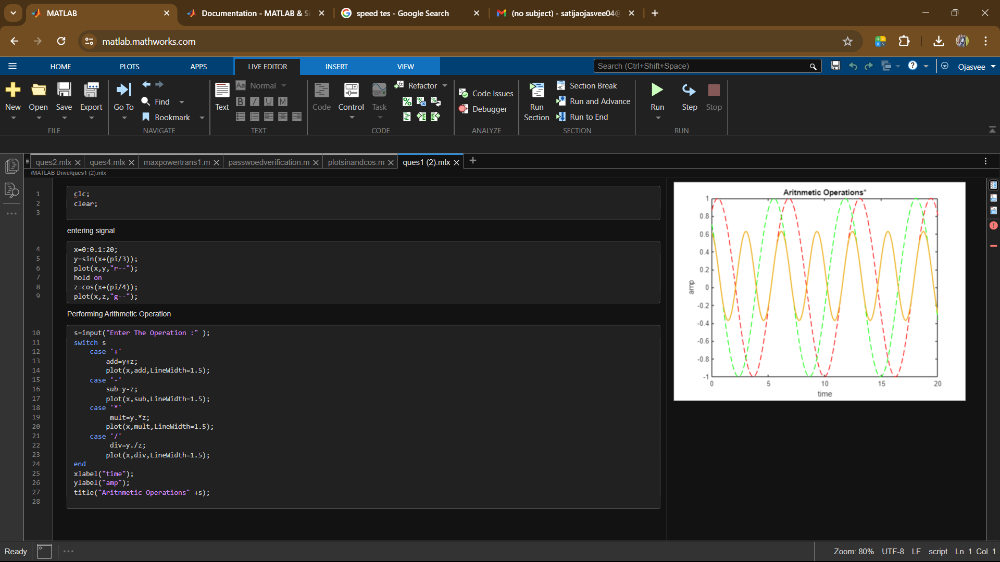 MATLAB
Documentation - MATLAB & Si
speed tes - Google Search
(no subject) - satijaojasvee04@
matlab.mathworks.com
HOME PLOTS APPS LIVE EDITOR INSERT VIEW
Search (Ctrl+Shift+Space)
Ojasvee
New Open Save Export
FILE
Go To
Find
Bookmark
NAVIGATE
Text
Aa Normal
B I U M
TEXT
Code Control Task
Refactor
CODE
Code Issues
Debugger
ANALYZE
Run Section
Section Break
Run and Advance
Run to End
SECTION
Run Step Stop
RUN
ques2.mlx ques4.mlx maxpowertrans1.m passwoedverification.m plotsinandcos.m ques1 (2).mlx
/MATLAB Drive/ques1 (2).mlx
1 clc;
2 clear;
3
entering signal
4 x=0:0.1:20;
5 y=sin(x+(pi/3));
6 plot(x,y,"r--");
7 hold on
8 z=cos(x+(pi/4));
9 plot(x,z,"g--");
Performing Arithmetic Operation
10 s=input("Enter The Operation :" );
11 switch s
12 case '+'
13 add=y+z;
14 plot(x,add,LineWidth=1.5);
15 case '-'
16 sub=y-z;
17 plot(x,sub,LineWidth=1.5);
18 case '*'
19 mult=y.*z;
20 plot(x,mult,LineWidth=1.5);
21 case '/'
22 div=y./z;
23 plot(x,div,LineWidth=1.5);
24 end
25 xlabel("time");
26 ylabel("amp");
27 title("Aritnmetic Operations" +s);
28
Aritnmetic Operations*
1
0.8
0.6
0.4
0.2
0
-0.2
-0.4
-0.6
-0.8
-1
amp
0 5 10 15 20
time
Ready
Zoom: 80% UTF-8 LF script Ln 1 Col 1